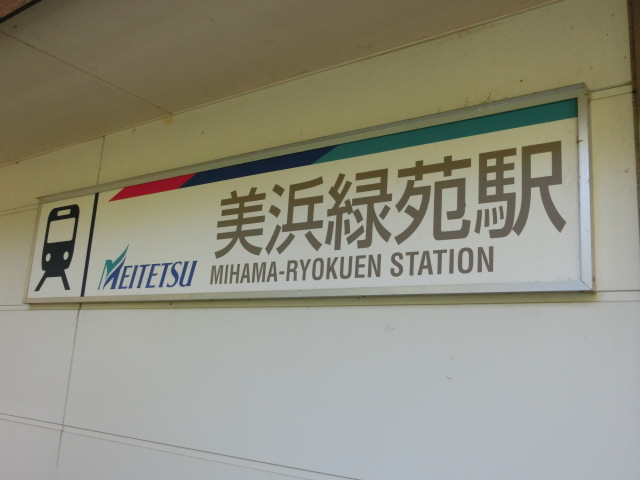 美浜緑苑駅
MEITETSU MIHAMA-RYOKUEN STATION